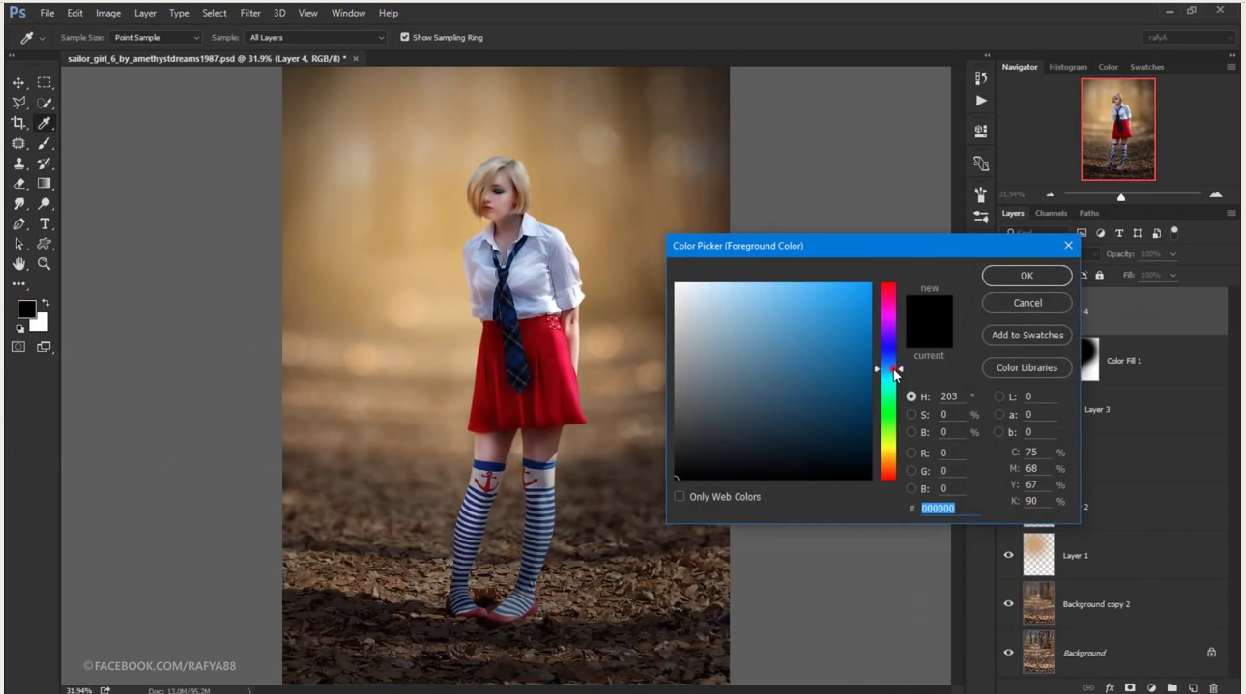 Ps File Edit Image Layer Type Select Filter 3D View Window Help
Sample Size: Point Sample Sample: All Layers Show Sampling Ring rafyA
sailor_girl_6_by_amethystdreams1987.psd @ 31.9% (Layer 4, RGB/8) * ×
Navigator Histogram Color Swatches
31.94%
Layers Channels Paths
Opacity: 100%
Fill: 100%
4
Color Fill 1
Layer 3
2
Layer 1
Background copy 2
Background
Color Picker (Foreground Color)
new
current
OK
Cancel
Add to Swatches
Color Libraries
H: 203 ° L: 0
S: 0 % a: 0
B: 0 % b: 0
R: 0 C: 75 %
G: 0 M: 68 %
B: 0 Y: 67 %
# 000000 K: 90 %
Only Web Colors
©FACEBOOK.COM/RAFYA88
31.94% Doc: 13.0M/95.2M